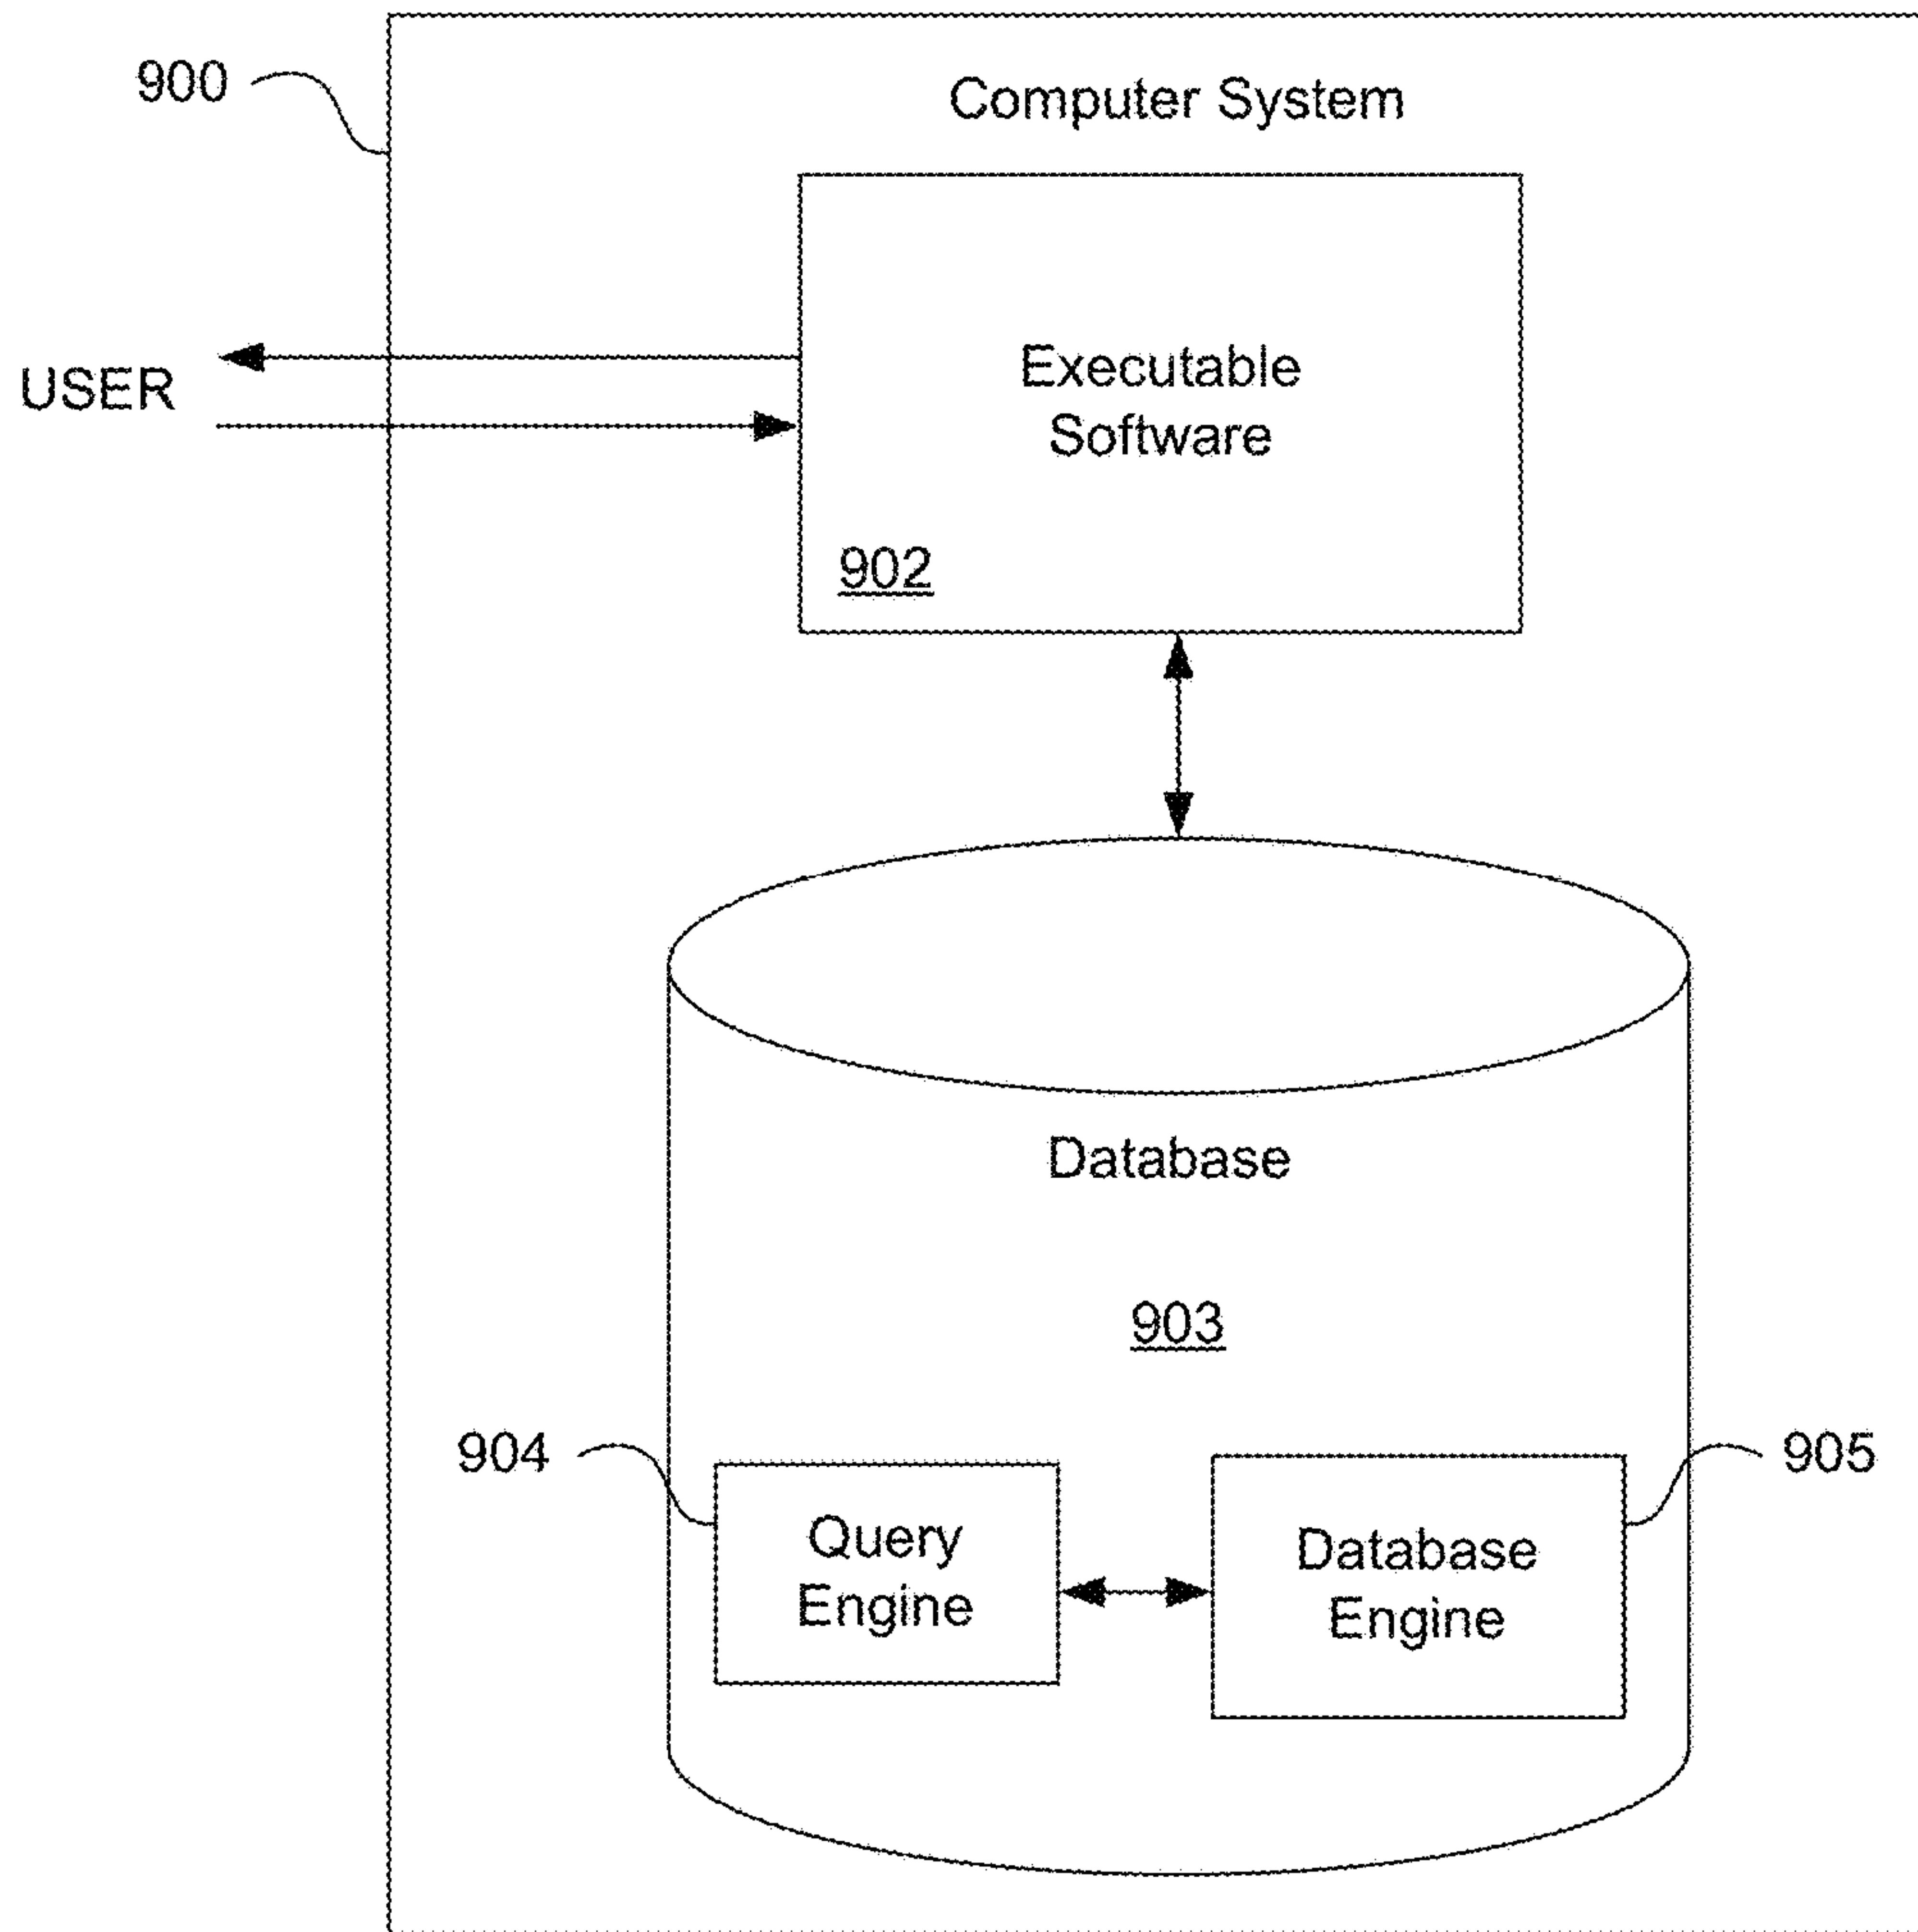 900
Computer System
USER
Executable
Software
902
Database
903
904
905
Query
Engine
Database
Engine